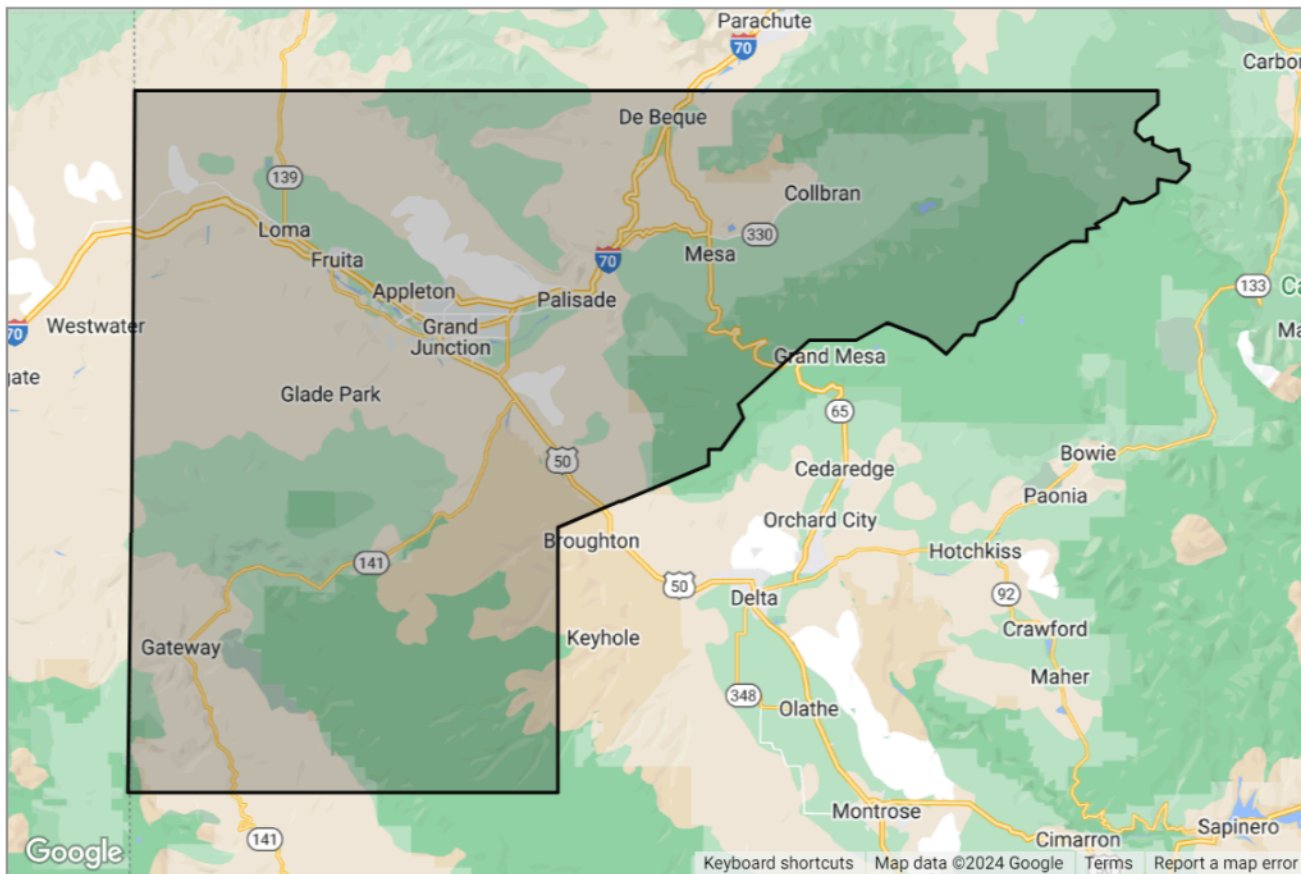 Parachute
70
Carbon
De Beque
139
Collbran
Loma
330
Mesa
Fruita
70
133
Appleton
Palisade
Ca
Westwater
70
Grand
Junction
Ma
Grand Mesa
gate
Glade Park
65
50
Bowie
Cedaredge
Paonia
Orchard City
Broughton
Hotchkiss
141
50
Delta
92
Crawford
Keyhole
Gateway
Maher
348
Olathe
Montrose
Sapinero
141
Cimarron
Google
Keyboard shortcuts Map data ©2024 Google Terms Report a map error